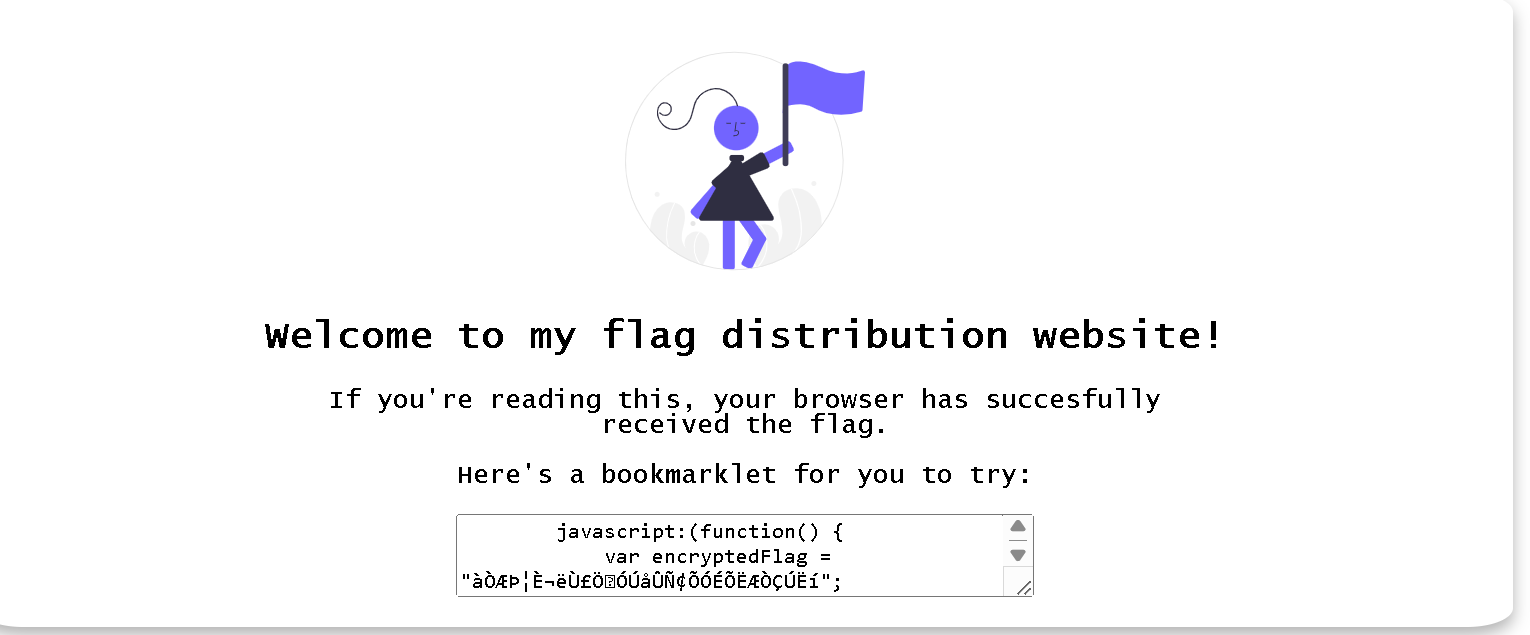 Welcome to my flag distribution website!
If you're reading this, your browser has succesfully
received the flag.
Here's a bookmarklet for you to try:
javascript:(function() {
var encryptedFlag =
"àÒÆÞ¦È¬ëÙ£Ö�ÓÚåÛÑ¢ÕÓÉÕËÆÒÇÚËí";